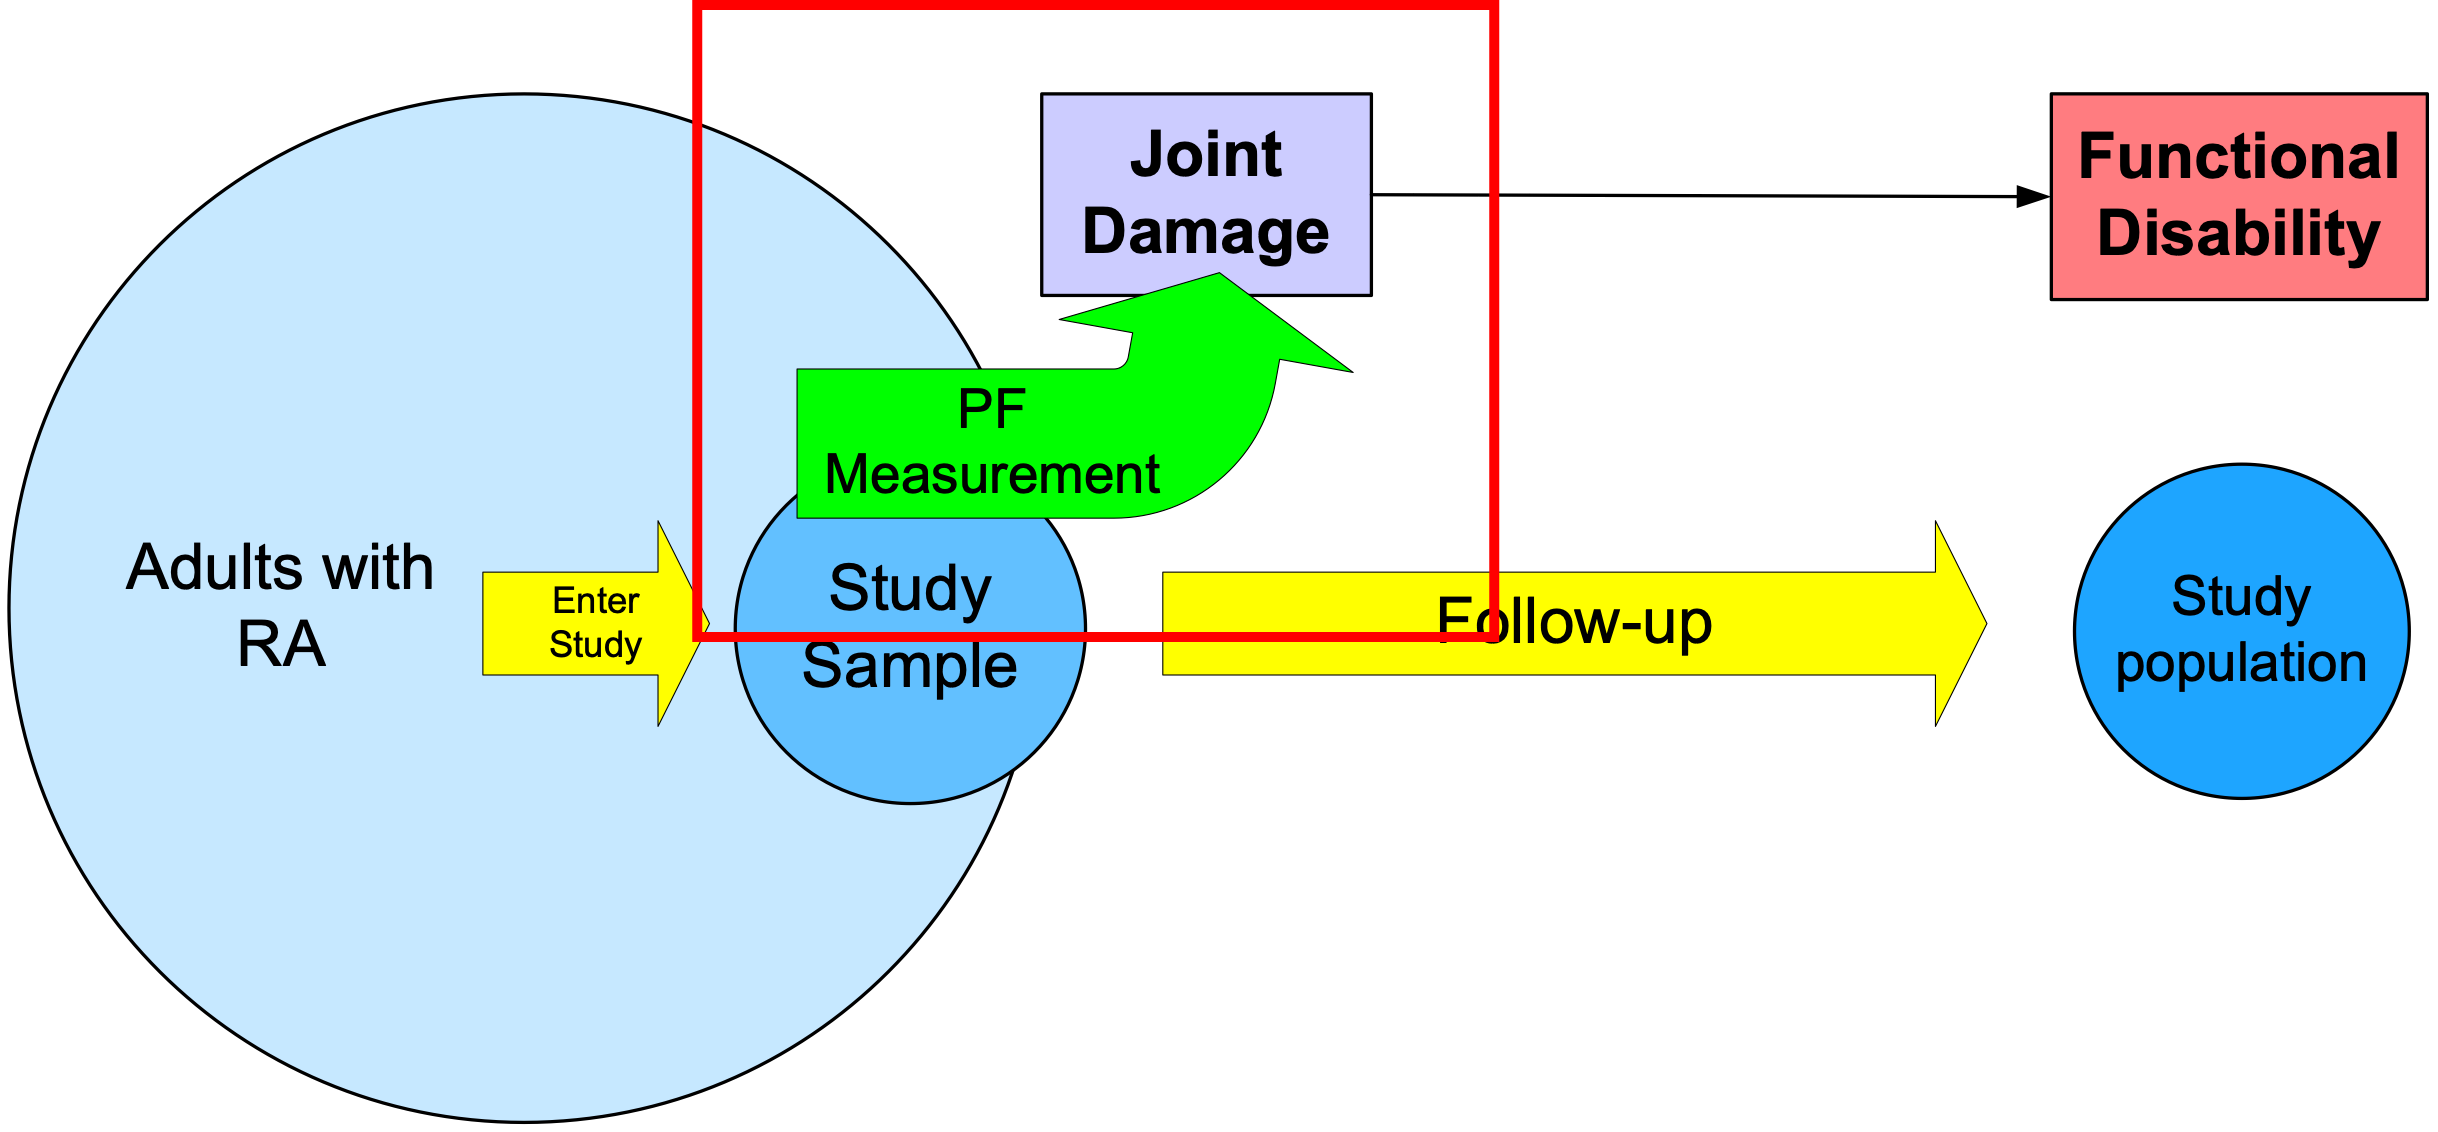 Joint
Damage
Functional
Disability
PF
Measurement
Adults with
RA
Enter
Study
Study
Sample
Follow-up
Study
population